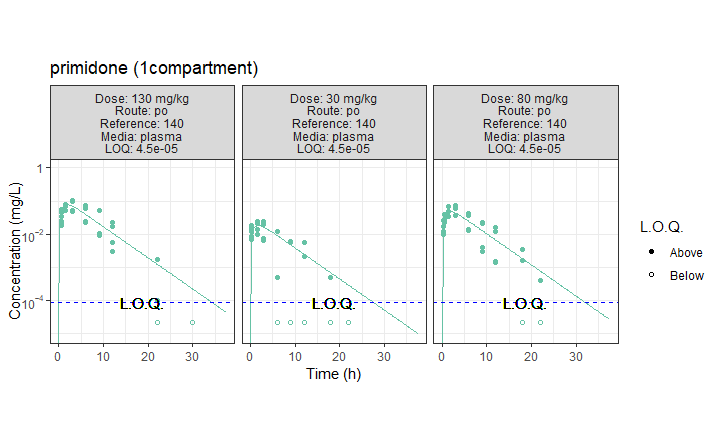 primidone (1compartment)
Dose: 130 mg/kg
Route: po
Reference: 140
Media: plasma
LOQ: 4.5e-05
Dose: 30 mg/kg
Route: po
Reference: 140
Media: plasma
LOQ: 4.5e-05
Dose: 80 mg/kg
Route: po
Reference: 140
Media: plasma
LOQ: 4.5e-05
Concentration (mg/L)
1
10⁻²
10⁻⁴
L.O.Q.
L.O.Q.
L.O.Q.
0 10 20 30
0 10 20 30
0 10 20 30
Time (h)
L.O.Q.
Above
Below